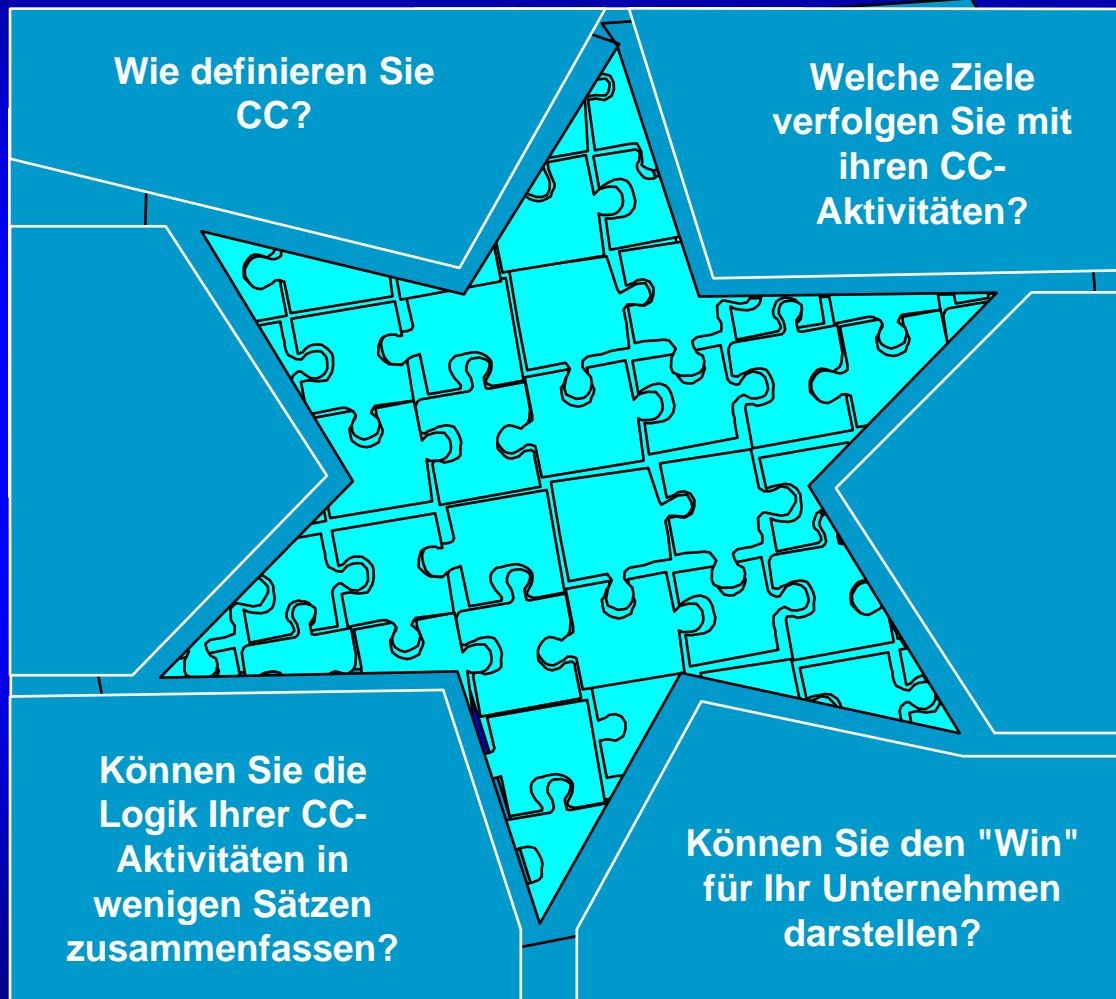 Wie definieren Sie
CC?
Welche Ziele
verfolgen Sie mit
ihren CC-
Aktivitäten?
Können Sie die
Logik Ihrer CC-
Aktivitäten in
wenigen Sätzen
zusammenfassen?
Können Sie den "Win"
für Ihr Unternehmen
darstellen?